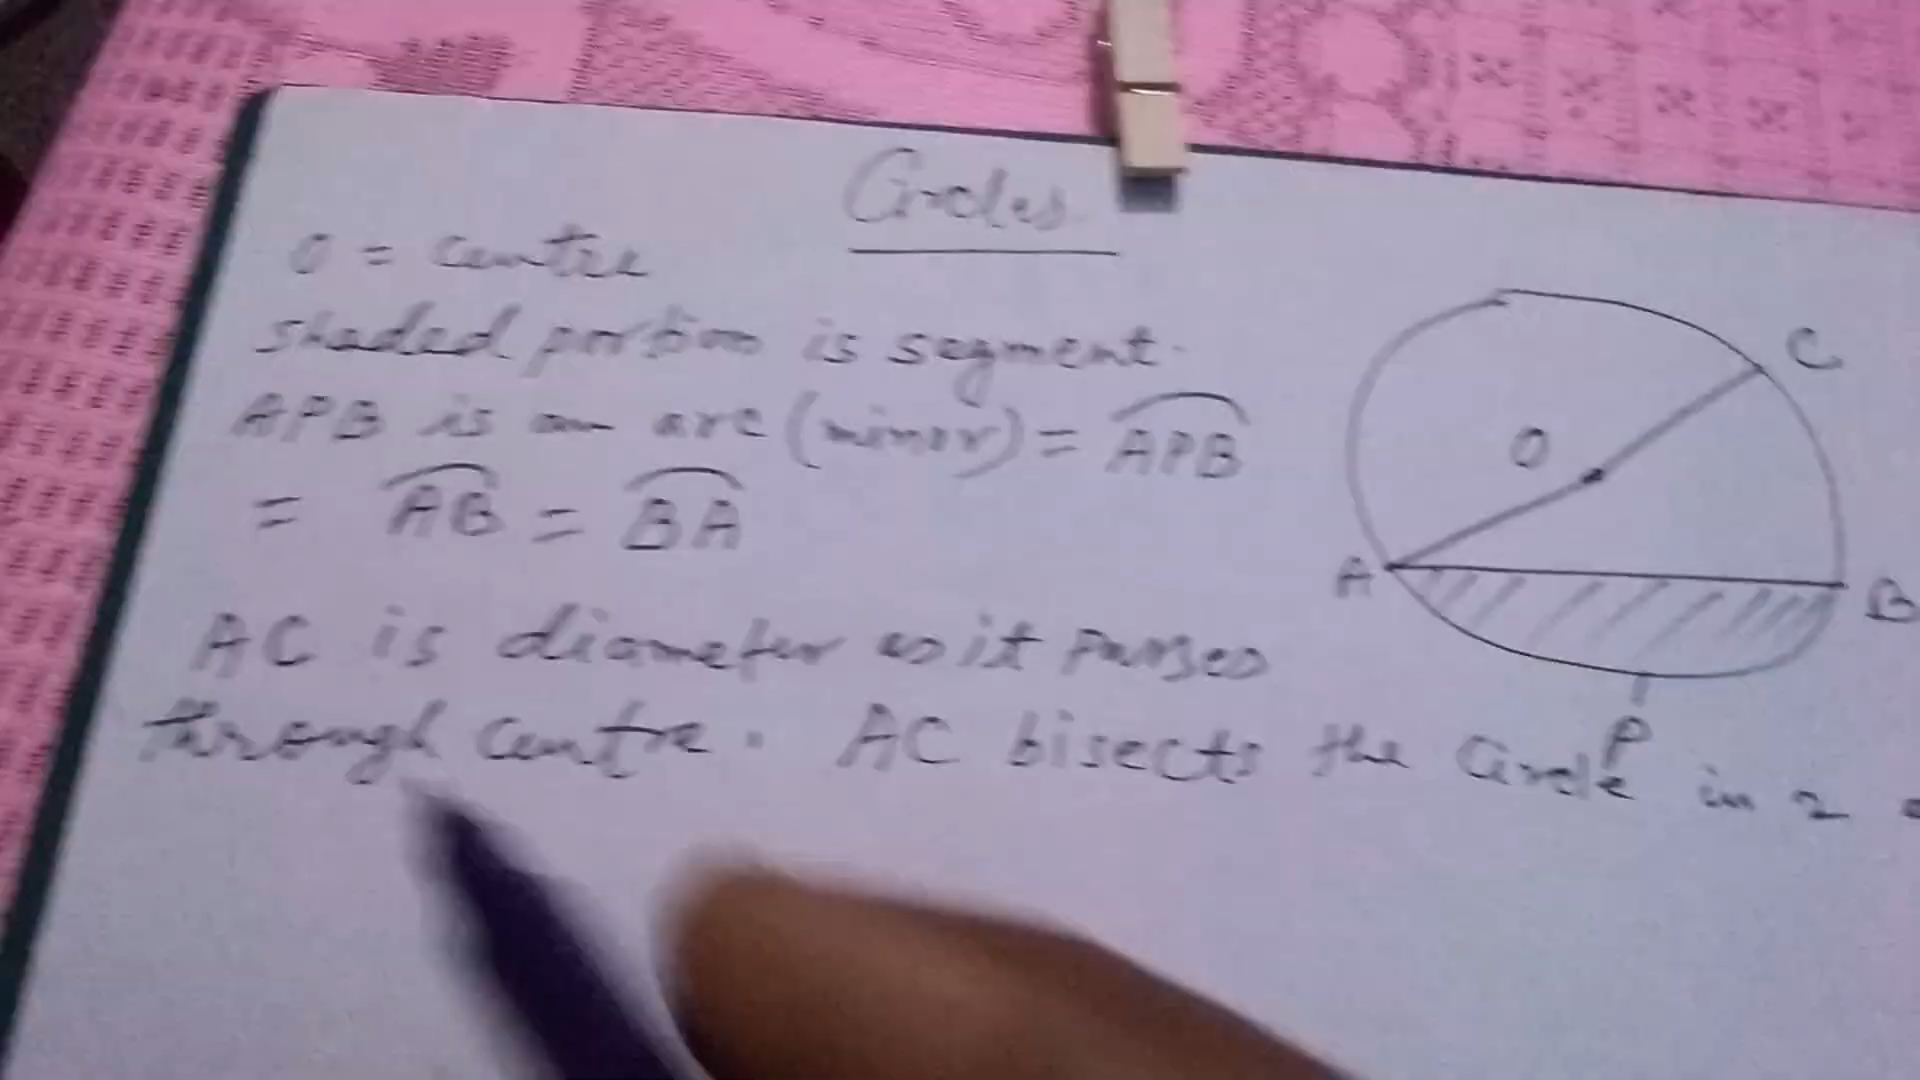 Circles
O = centre
shaded portion is segment.
APB is an arc (minor) = APB
= AB = BA
AC is diameter as it passes
through centre. AC bisects the Circle in 2
O
C
A
B
P